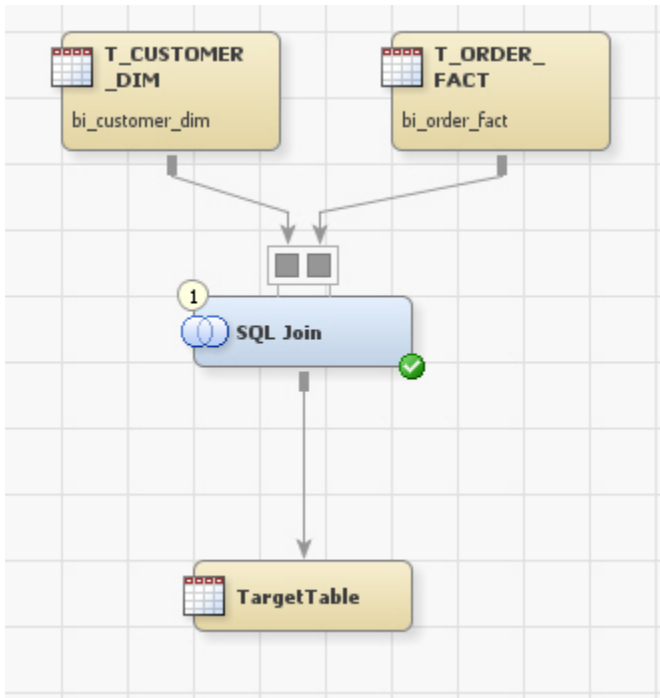 T_CUSTOMER
_DIM
bi_customer_dim
T_ORDER_
FACT
bi_order_fact
1
SQL Join
TargetTable